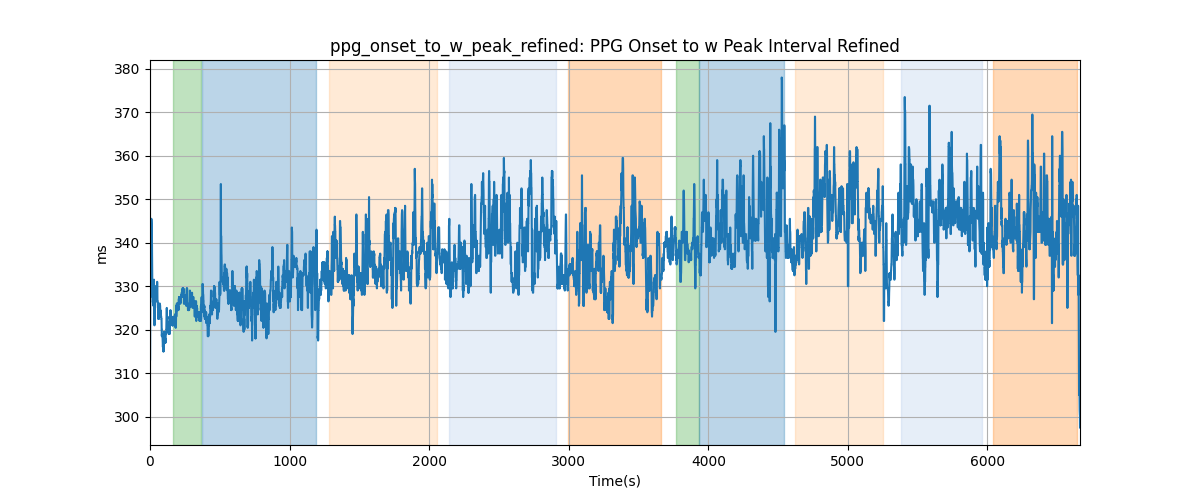 ppg_onset_to_w_peak_refined: PPG Onset to w Peak Interval Refined
380
370
360
350
340
330
320
310
300
ms
0 1000 2000 3000 4000 5000 6000
Time(s)